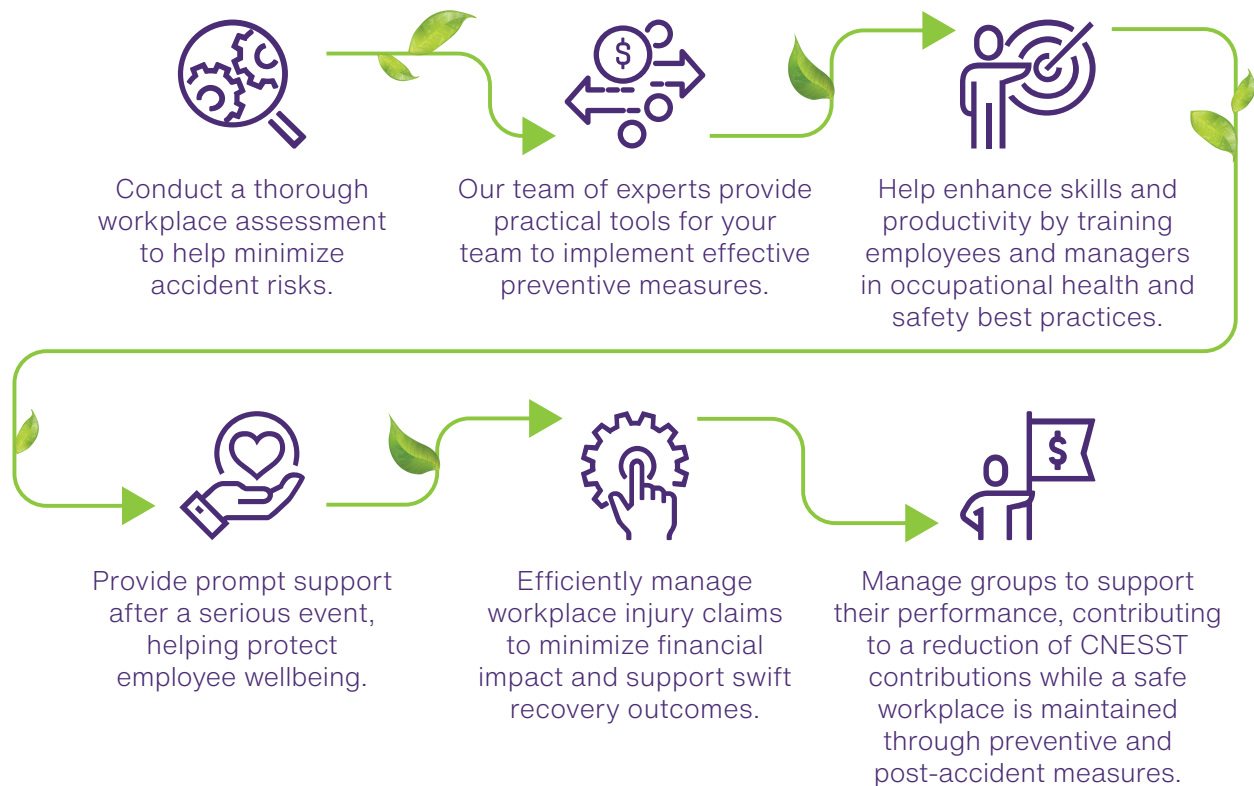 $
Conduct a thorough
workplace assessment
to help minimize
accident risks.
Our team of experts provide
practical tools for your
team to implement effective
preventive measures.
Help enhance skills and
productivity by training
employees and managers
in occupational health and
safety best practices.
Provide prompt support
after a serious event,
helping protect
employee wellbeing.
Efficiently manage
workplace injury claims
to minimize financial
impact and support swift
recovery outcomes.
$
Manage groups to support
their performance, contributing
to a reduction of CNESST
contributions while a safe
workplace is maintained
through preventive and
post-accident measures.